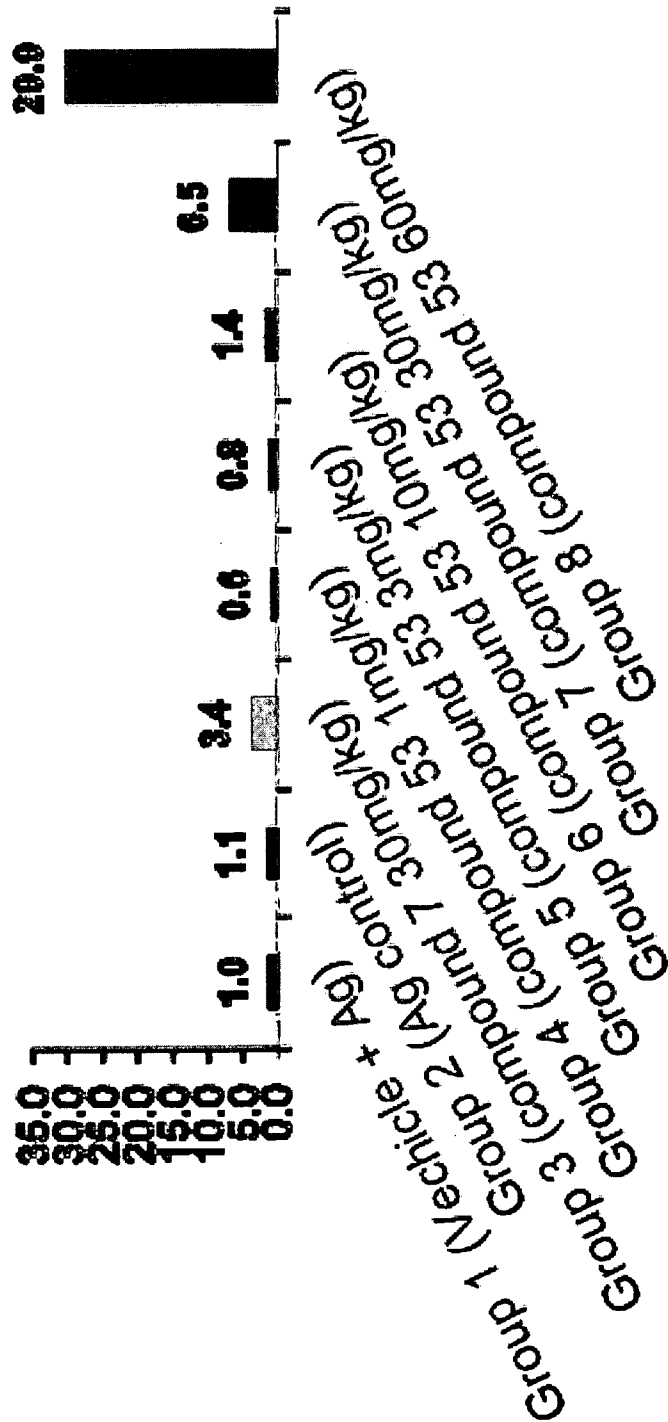 35.0
30.0
25.0
20.0
15.0
10.0
5.0
0.0
1.0
1.1
3.4
0.6
0.8
1.4
6.5
29.9
Group 1 (Vechicle + Ag)
Group 2 (Ag control)
Group 3 (compound 7 30mg/kg)
Group 4 (compound 53 1mg/kg)
Group 5 (compound 53 3mg/kg)
Group 6 (compound 53 10mg/kg)
Group 7 (compound 53 30mg/kg)
Group 8 (compound 53 60mg/kg)